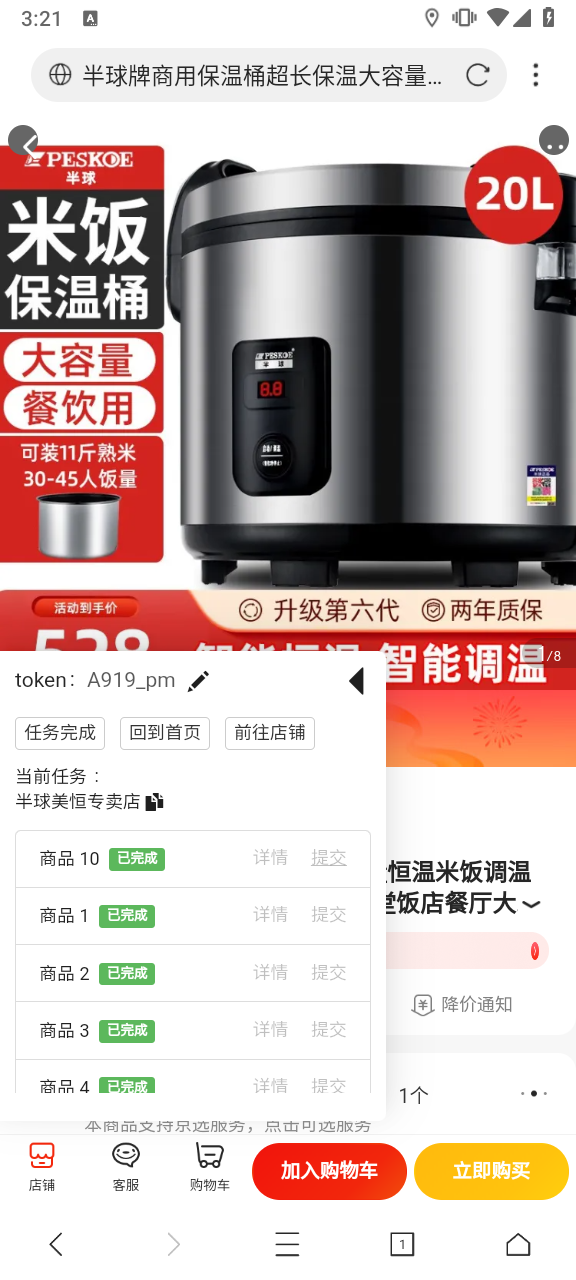 3:21
A
半球牌商用保温桶超长保温大容量...
PESKOE
半球
米饭
保温桶
大容量
餐饮用
可装11斤熟米
30-45人饭量
20L
PESKOE
半 球
8.8
活动到手价
升级第六代
两年质保
528
智能恒温 智能调温
1/8
token： A919_pm
任务完成 回到首页 前往店铺
当前任务：
半球美恒专卖店
商品 10 已完成 详情 提交
商品 1 已完成 详情 提交
商品 2 已完成 详情 提交
商品 3 已完成 详情 提交
商品 4 已完成 详情 提交
恒温米饭调温
堂饭店餐厅大
降价通知
1个
本商品支持京选服务，点击可选服务
店铺
客服
购物车
加入购物车
立即购买
1